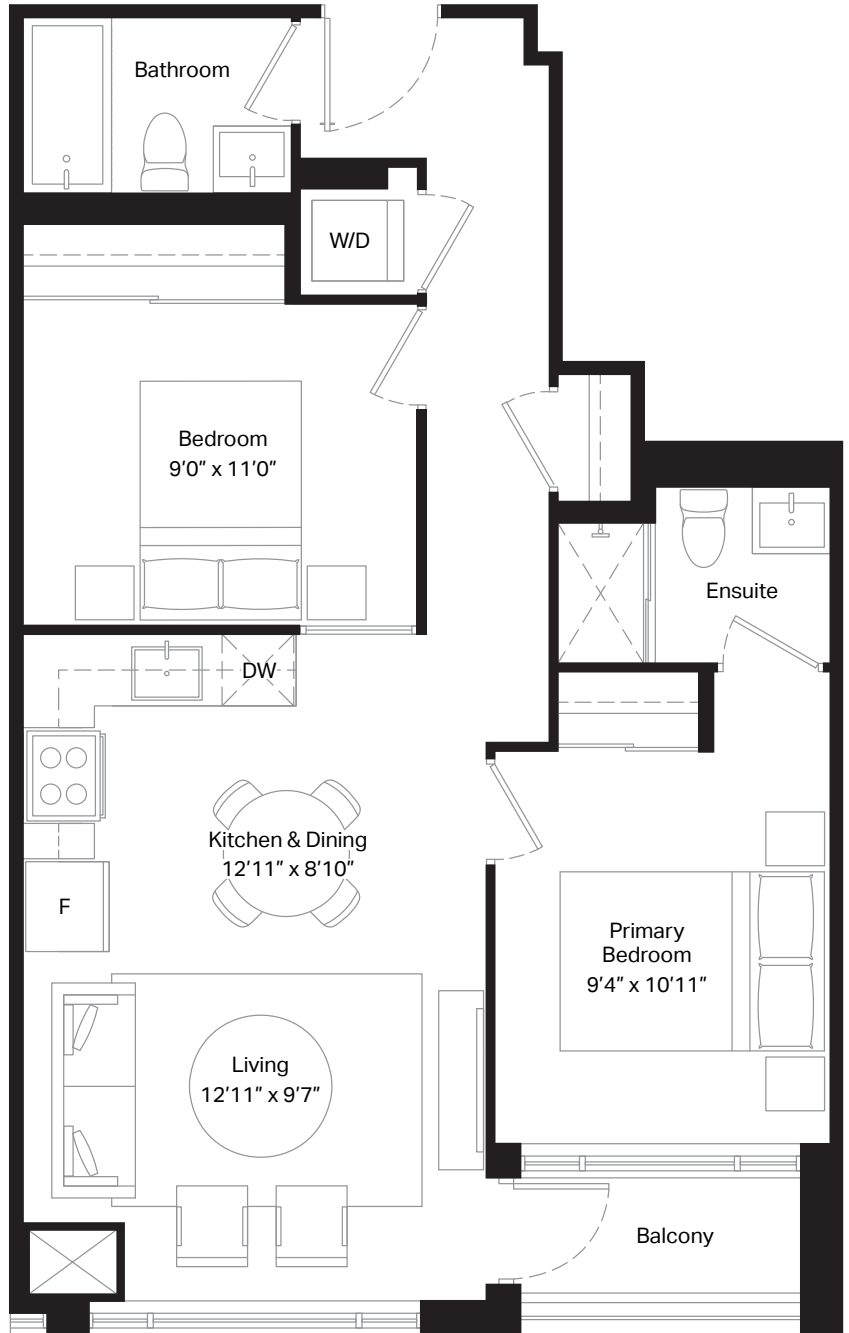 Bathroom
W/D
Bedroom
9′0″ x 11′0″
Ensuite
DW
Kitchen & Dining
12′11″ x 8′10″
F
Primary
Bedroom
9′4″ x 10′11″
Living
12′11″ x 9′7″
Balcony